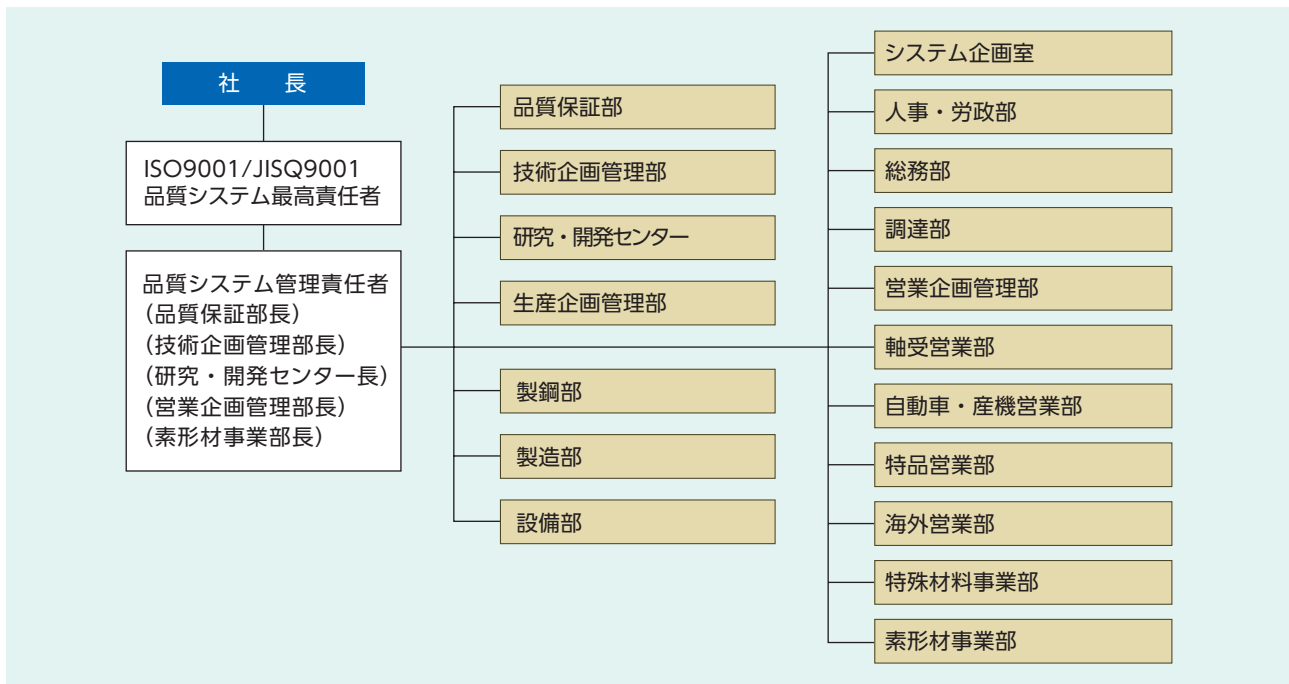 社　長
ISO9001/JISQ9001
品質システム最高責任者
品質システム管理責任者
(品質保証部長)
(技術企画管理部長)
(研究・開発センター長)
(営業企画管理部長)
(素形材事業部長)
品質保証部
技術企画管理部
研究・開発センター
生産企画管理部
製鋼部
製造部
設備部
システム企画室
人事・労政部
総務部
調達部
営業企画管理部
軸受営業部
自動車・産機営業部
特品営業部
海外営業部
特殊材料事業部
素形材事業部